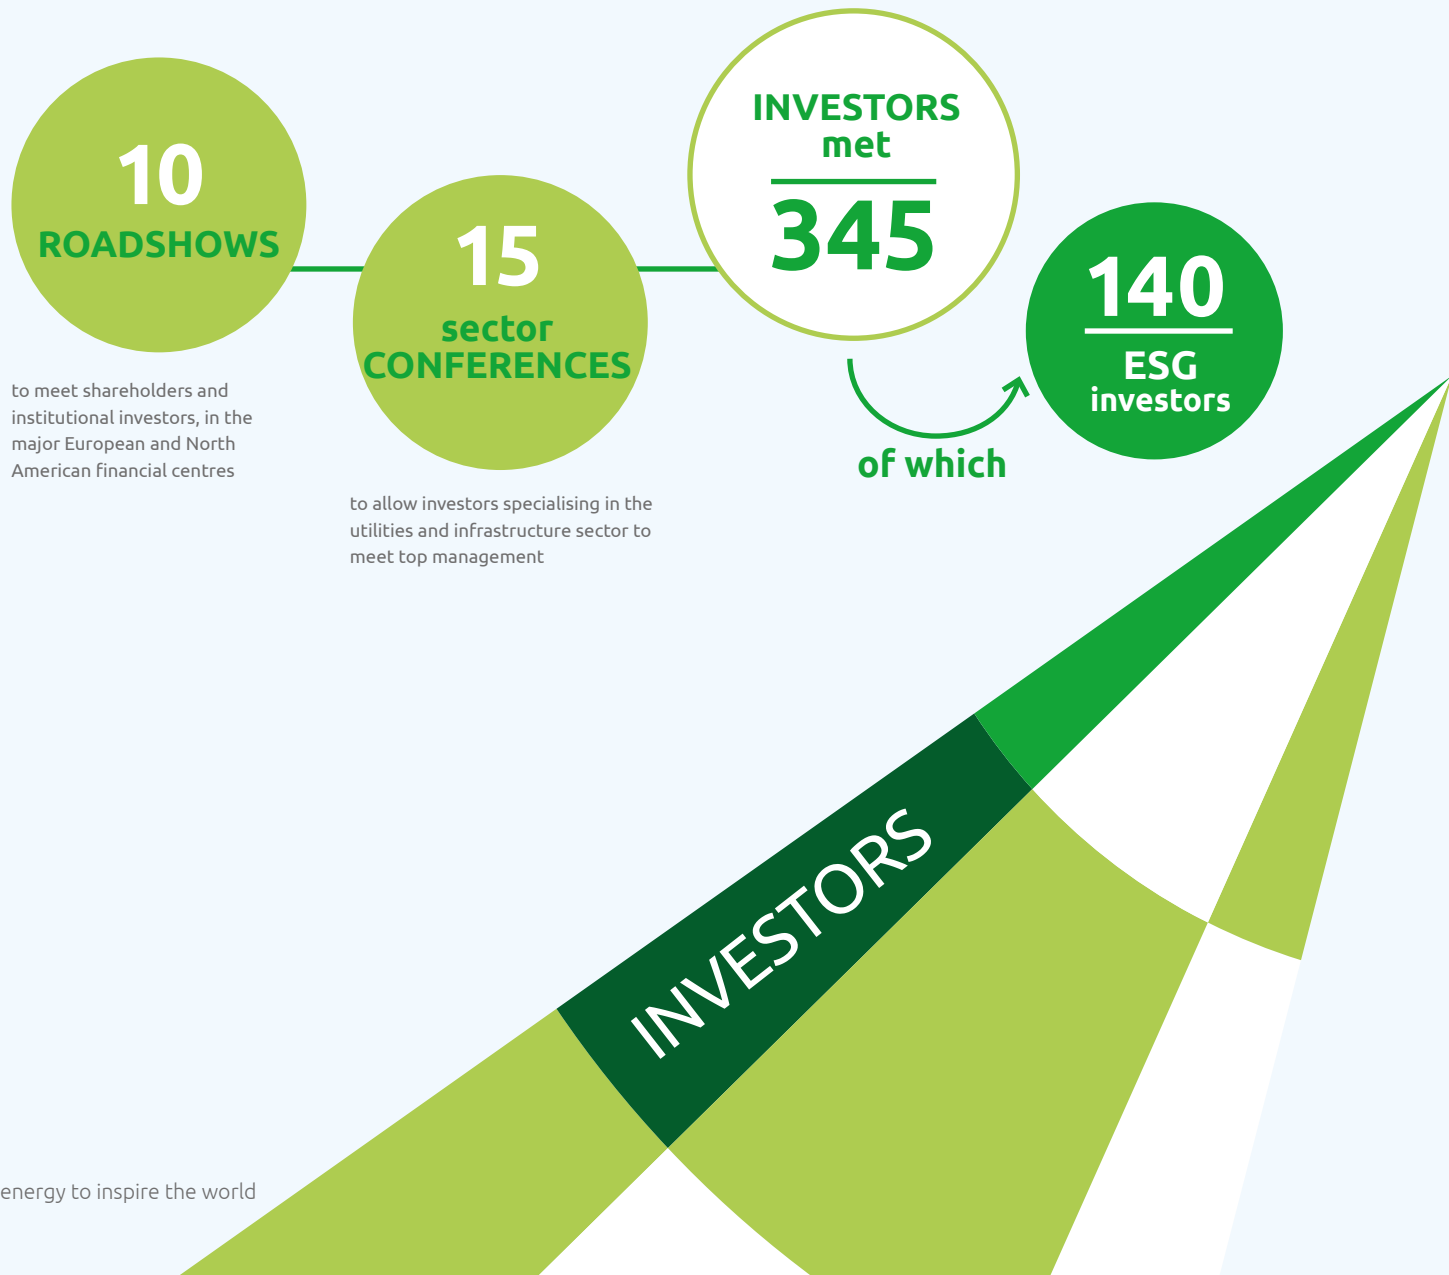 10
ROADSHOWS
to meet shareholders and
institutional investors, in the
major European and North
American financial centres
15
sector
CONFERENCES
to allow investors specialising in the
utilities and infrastructure sector to
meet top management
INVESTORS
met
345
of which
140
ESG
investors
INVESTORS
energy to inspire the world